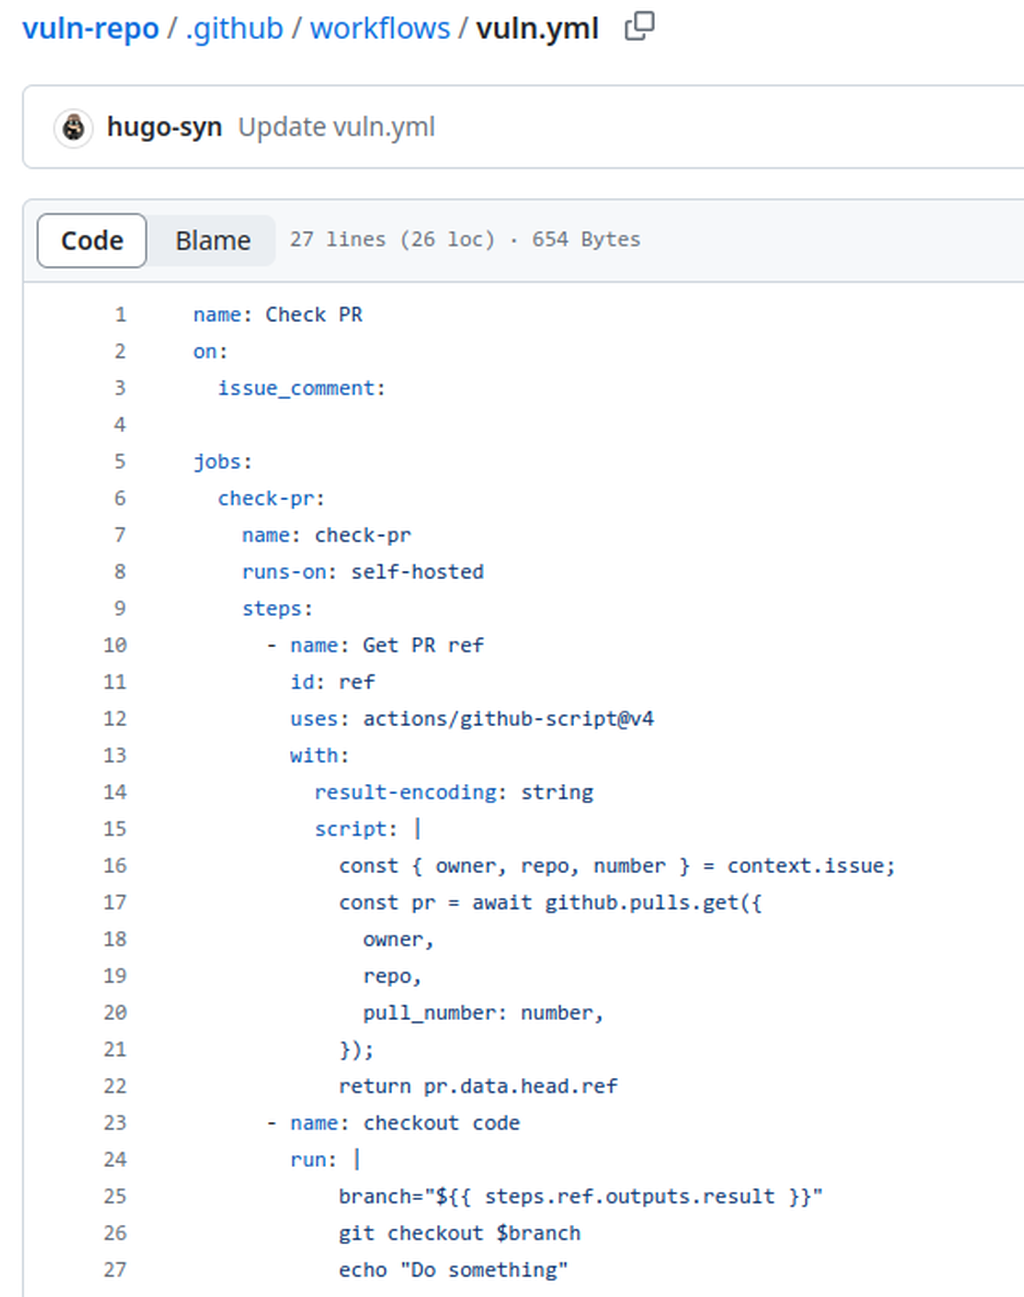 vuln-repo / .github / workflows / vuln.yml
hugo-syn Update vuln.yml
Code Blame 27 lines (26 loc) · 654 Bytes
1 name: Check PR
2 on:
3   issue_comment:
4
5 jobs:
6   check-pr:
7     name: check-pr
8     runs-on: self-hosted
9     steps:
10       - name: Get PR ref
11         id: ref
12         uses: actions/github-script@v4
13         with:
14           result-encoding: string
15           script: |
16             const { owner, repo, number } = context.issue;
17             const pr = await github.pulls.get({
18               owner,
19               repo,
20               pull_number: number,
21             });
22             return pr.data.head.ref
23       - name: checkout code
24         run: |
25             branch="${{ steps.ref.outputs.result }}"
26             git checkout $branch
27             echo "Do something"